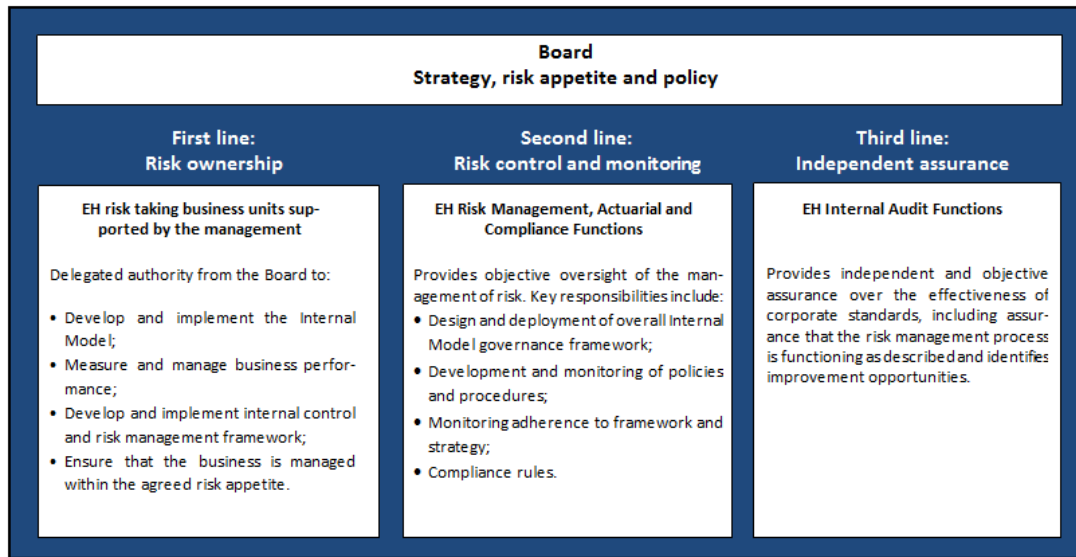 Board
Strategy, risk appetite and policy
First line:
Risk ownership
EH risk taking business units sup-
ported by the management
Delegated authority from the Board to:
• Develop and implement the Internal
Model;
• Measure and manage business perfor-
mance;
• Develop and implement internal control
and risk management framework;
• Ensure that the business is managed
within the agreed risk appetite.
Second line:
Risk control and monitoring
EH Risk Management, Actuarial and
Compliance Functions
Provides objective oversight of the man-
agement of risk. Key responsibilities include:
• Design and deployment of overall Internal
Model governance framework;
• Development and monitoring of policies
and procedures;
• Monitoring adherence to framework and
strategy;
• Compliance rules.
Third line:
Independent assurance
EH Internal Audit Functions
Provides independent and objective
assurance over the effectiveness of
corporate standards, including assur-
ance that the risk management process
is functioning as described and identifies
improvement opportunities.